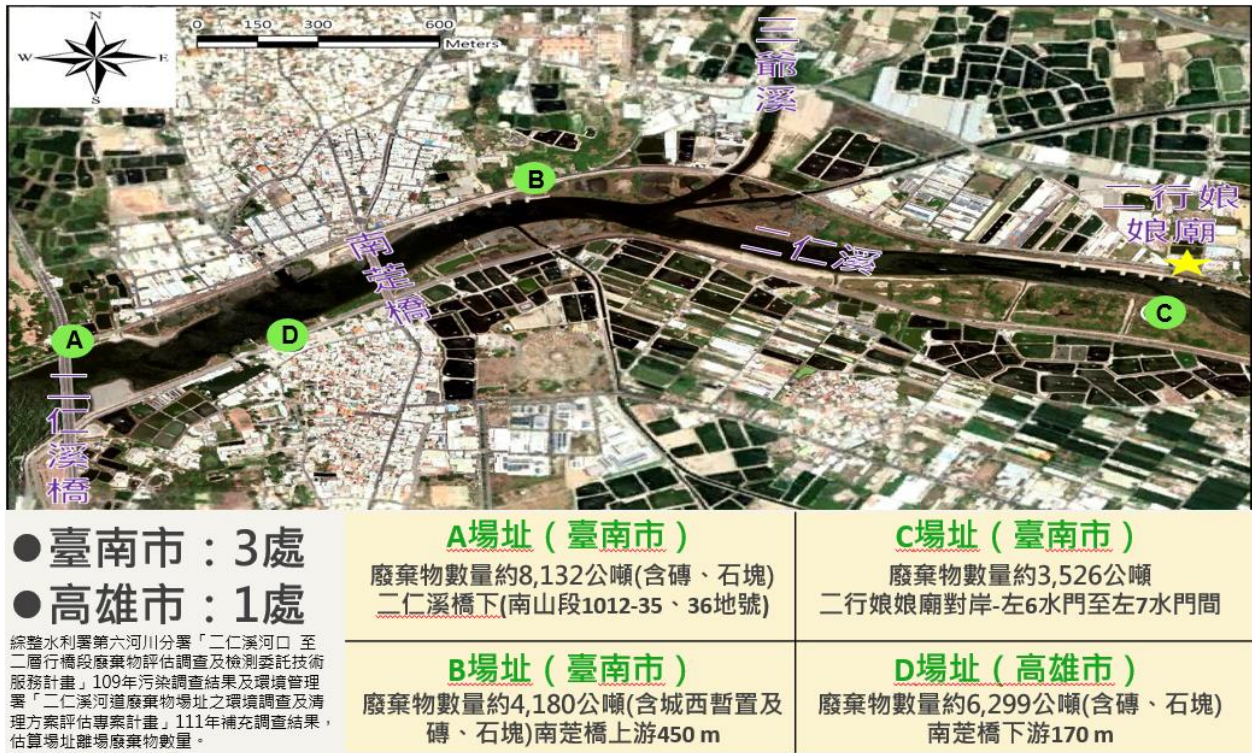 N
W
E
S
0 150 300 600
Meters
三爺溪
A
B
C
D
南萣橋
二仁溪
二行娘
娘廟
二仁溪橋
●臺南市：3處
●高雄市：1處
綜整水利署第六河川分署「二仁溪河口 至
二層行橋段廢棄物評估調查及檢測委託技術
服務計畫」109年污染調查結果及環境管理
署「二仁溪河道廢棄物場址之環境調查及清
理方案評估專案計畫」111年補充調查結果，
估算場址離場廢棄物數量。
A場址（臺南市）
廢棄物數量約8,132公噸(含磚、石塊)
二仁溪橋下(南山段1012-35、36地號)
C場址（臺南市）
廢棄物數量約3,526公噸
二行娘娘廟對岸-左6水門至左7水門間
B場址（臺南市）
廢棄物數量約4,180公噸(含城西暫置及
磚、石塊)南萣橋上游450 m
D場址（高雄市）
廢棄物數量約6,299公噸(含磚、石塊)
南萣橋下游170 m